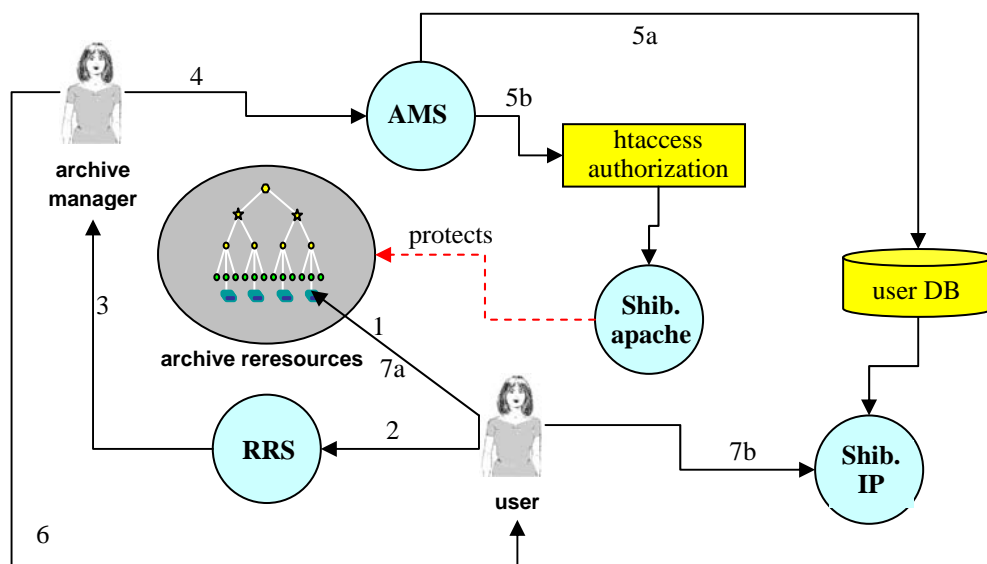 5a
4
5b
AMS
htaccess
authorization
archive
manager
protects
user DB
3
Shib.
apache
1
archive reresources
7a
2
RRS
7b
Shib.
IP
user
6